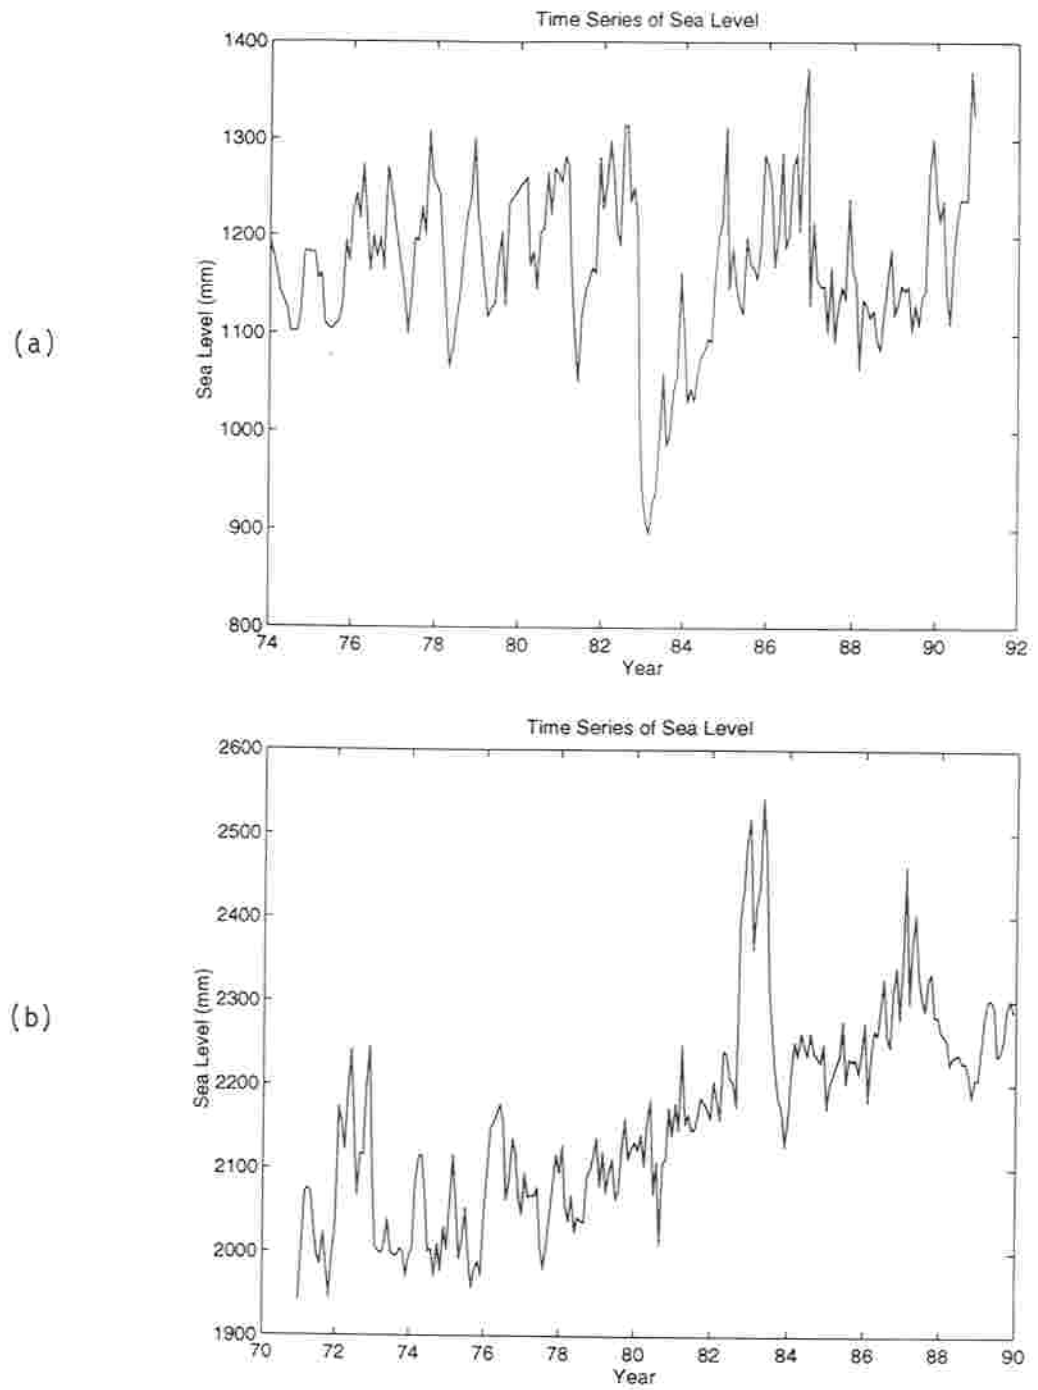 Time Series of Sea Level
1400
1300
1200
1100
1000
900
800
Sea Level (mm)
(a)
74 76 78 80 82 84 86 88 90 92
Year
Time Series of Sea Level
2600
2500
2400
2300
2200
2100
2000
1900
Sea Level (mm)
(b)
70 72 74 76 78 80 82 84 86 88 90
Year